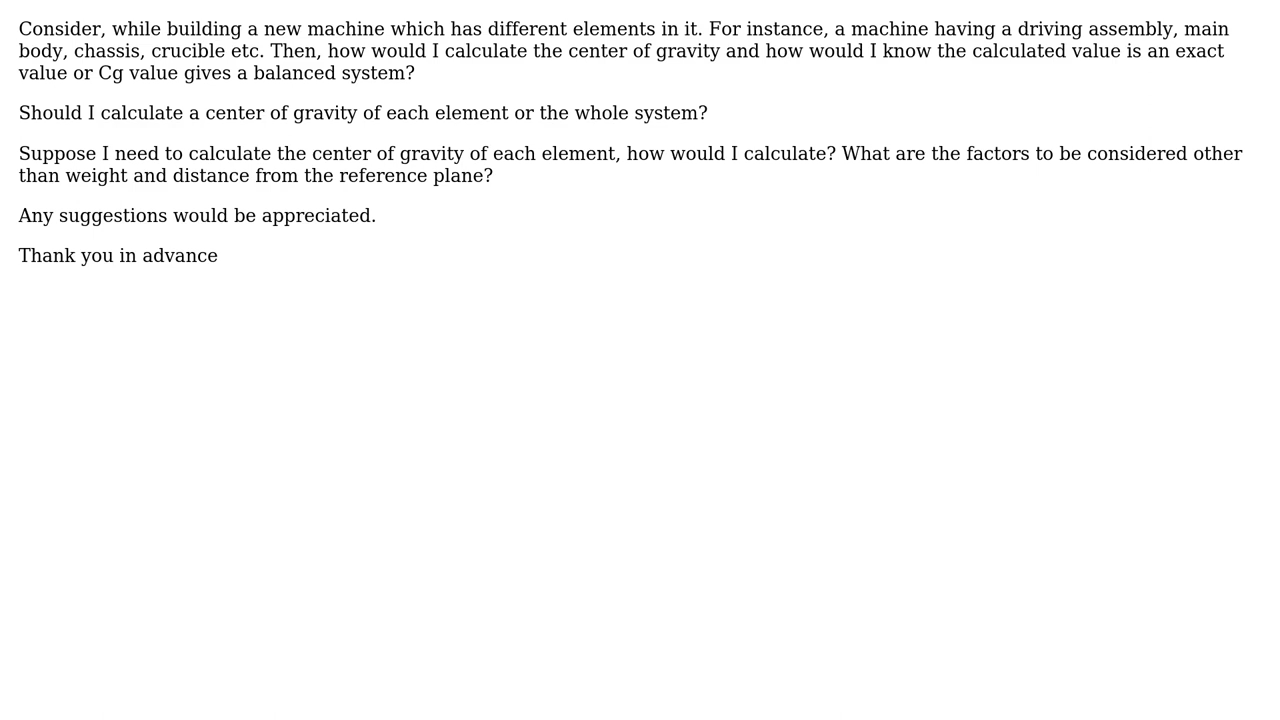 Consider, while building a new machine which has different elements in it. For instance, a machine having a driving assembly, main
body, chassis, crucible etc. Then, how would I calculate the center of gravity and how would I know the calculated value is an exact
value or Cg value gives a balanced system?
Should I calculate a center of gravity of each element or the whole system?
Suppose I need to calculate the center of gravity of each element, how would I calculate? What are the factors to be considered other
than weight and distance from the reference plane?
Any suggestions would be appreciated.
Thank you in advance